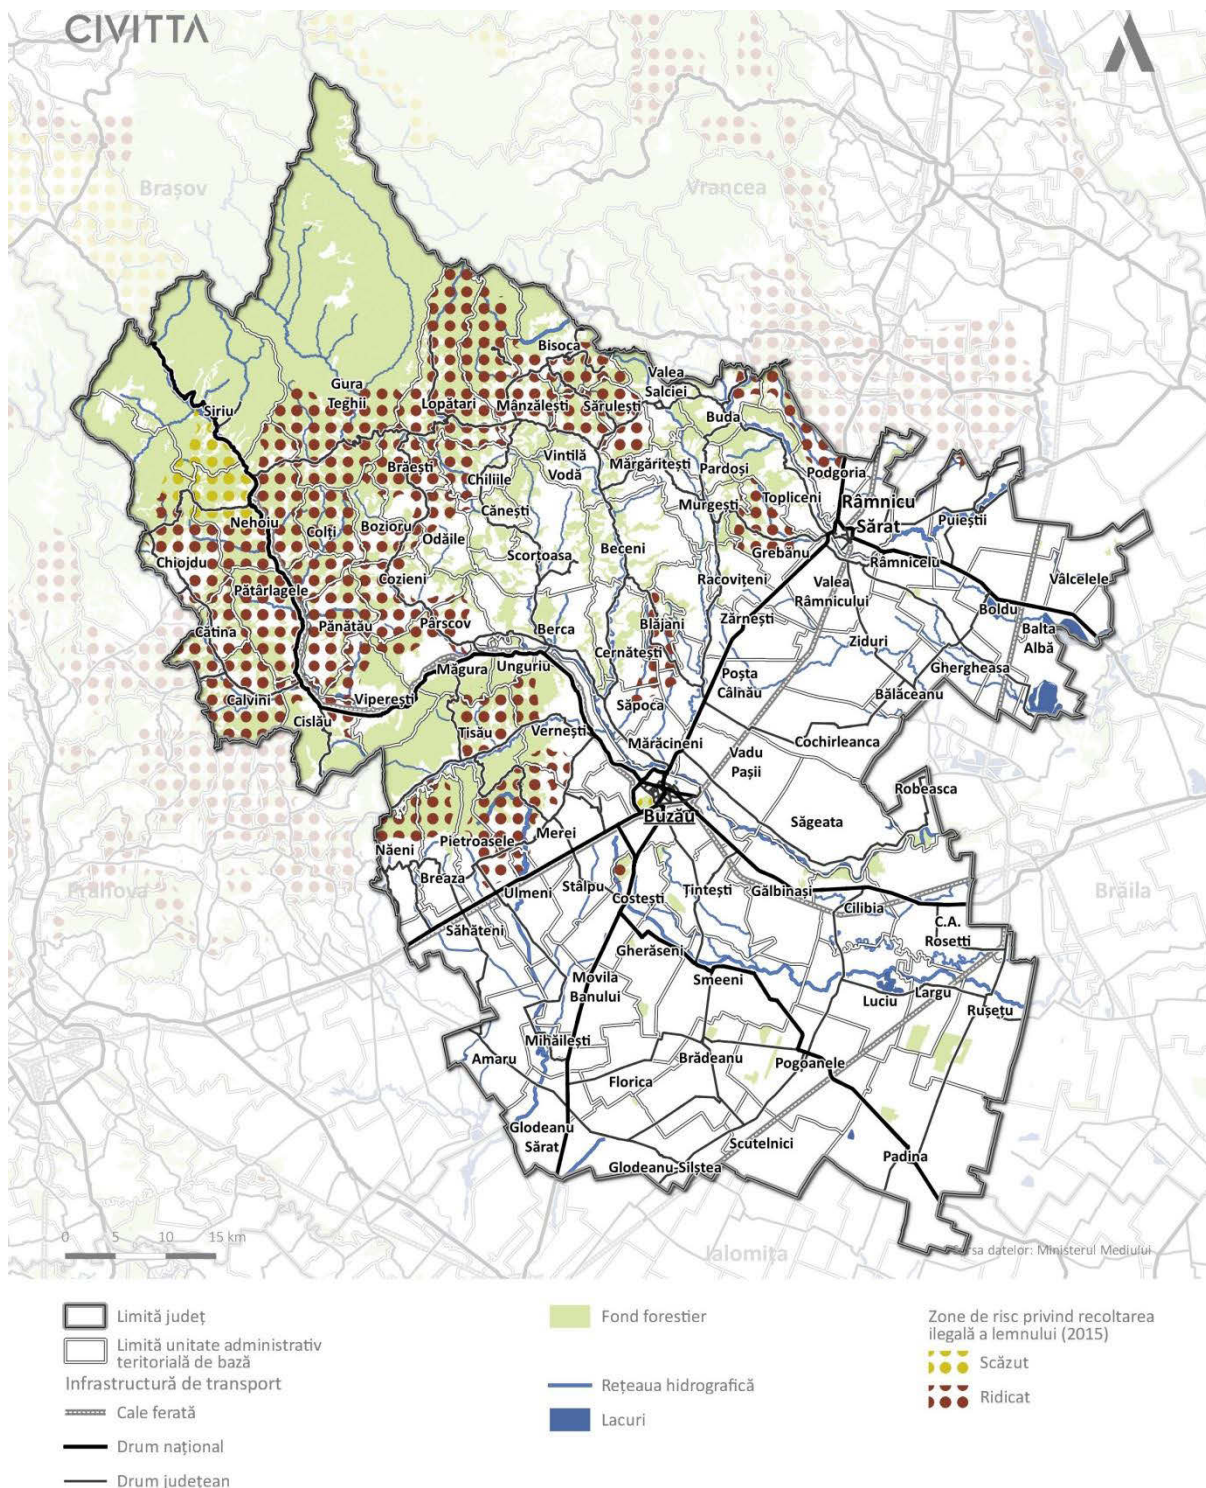 CIVITTA
Brașov
Vrancea
Bisoca
Valea
Salciei
Gura
Teghii
Lopătari
Mânzălești
Sărulești
Siriu
Buda
Vintilă
Vodă
Brăești
Chiliile
Mărgăritești
Pardoși
Podgoria
Cănești
Murgești
Topliceni
Râmnicu
Sărat
Nehoiu
Colți
Bozioru
Odăile
Puieștii
Scorțoasa
Beceni
Grebănu
Râmnicelu
Chiojdu
Cozieni
Racovițeni
Valea
Râmnicului
Vâlcelele
Pătârlagele
Boldu
Pănătău
Pârscov
Blăjani
Zărnești
Cătina
Berca
Balta
Albă
Ziduri
Cernătești
Măgura
Unguriu
Ghergheasa
Poșta
Câlnău
Calvini
Viperești
Săpoca
Bălăceanu
Cislău
Tisău
Vernești
Mărăcineni
Vadu
Pașii
Cochirleanca
Robeasca
Buzău
Săgeata
Merei
Pietroasele
Năeni
Breaza
Prahova
Brăila
Ulmeni
Stâlpu
Costești
Țintești
Gălbinași
Cilibia
C.A.
Rosetti
Săhăteni
Gherăseni
Movila
Banului
Smeeni
Luciu
Largu
Rușețu
Mihăilești
Amaru
Brădeanu
Pogoanele
Florica
Glodeanu
Sărat
Scutelnici
Padina
Glodeanu-Siliștea
0 5 10 15 km
Ialomița
sa datelor: Ministerul Mediului
Limită județ
Limită unitate administrativ
teritorială de bază
Infrastructură de transport
Cale ferată
Drum național
Drum județean
Fond forestier
Rețeaua hidrografică
Lacuri
Zone de risc privind recoltarea
ilegală a lemnului (2015)
Scăzut
Ridicat